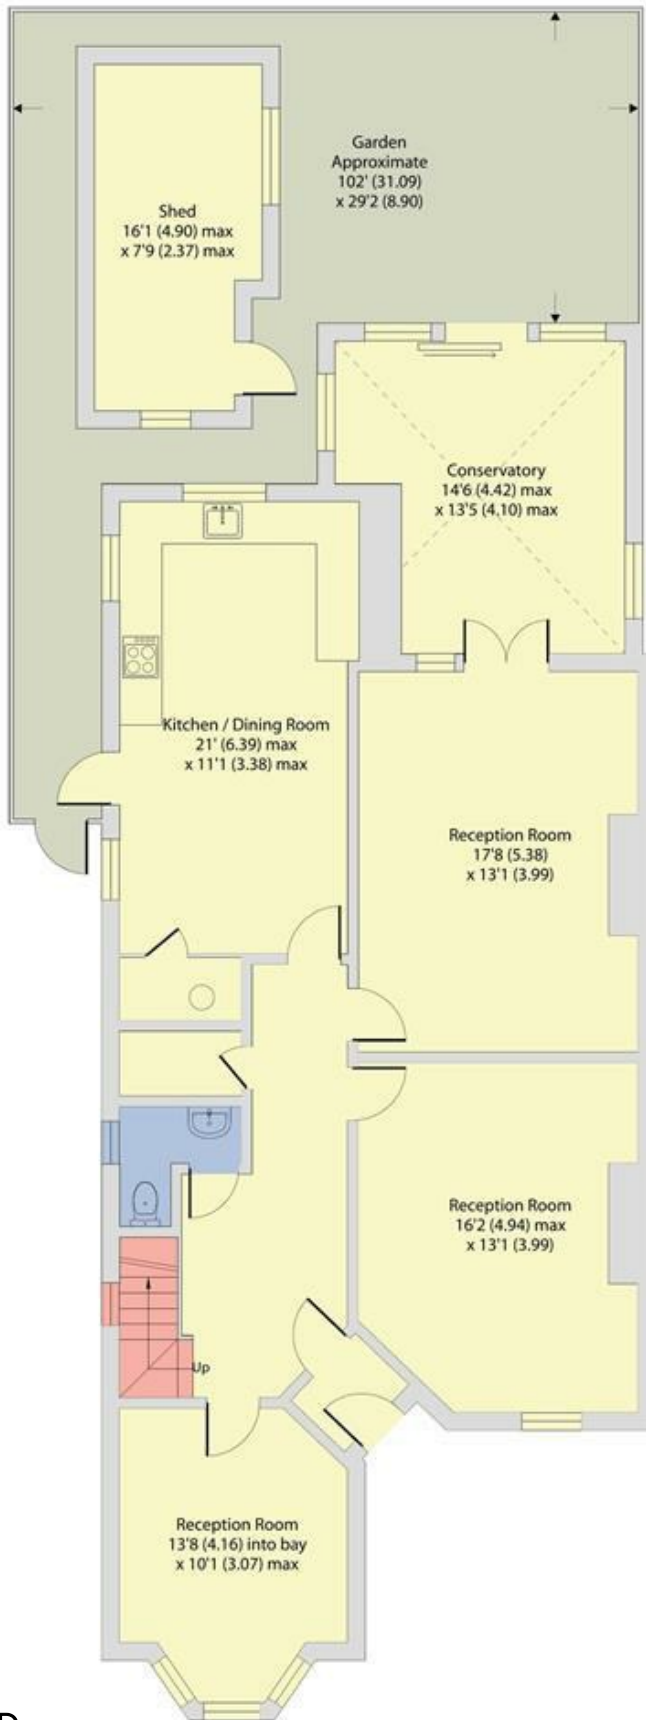 Garden
Approximate
102' (31.09)
x 29'2 (8.90)
Shed
16'1 (4.90) max
x 7'9 (2.37) max
Conservatory
14'6 (4.42) max
x 13'5 (4.10) max
Kitchen / Dining Room
21' (6.39) max
x 11'1 (3.38) max
Reception Room
17'8 (5.38)
x 13'1 (3.99)
Reception Room
16'2 (4.94) max
x 13'1 (3.99)
Up
Reception Room
13'8 (4.16) into bay
x 10'1 (3.07) max